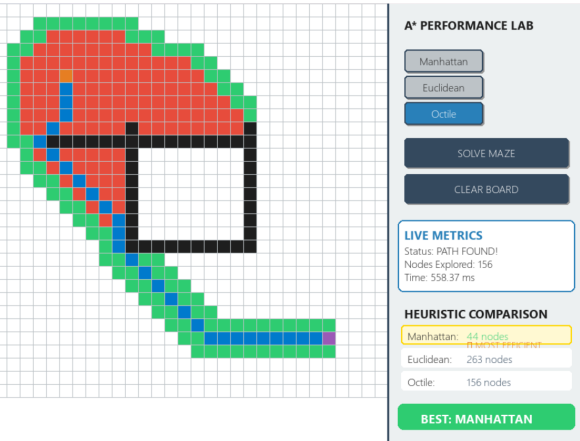 A* PERFORMANCE LAB
Manhattan
Euclidean
Octile
SOLVE MAZE
CLEAR BOARD
LIVE METRICS
Status: PATH FOUND!
Nodes Explored: 156
Time: 558.37 ms
HEURISTIC COMPARISON
Manhattan: 44 nodes
MOST EFFICIENT
Euclidean: 263 nodes
Octile: 156 nodes
BEST: MANHATTAN